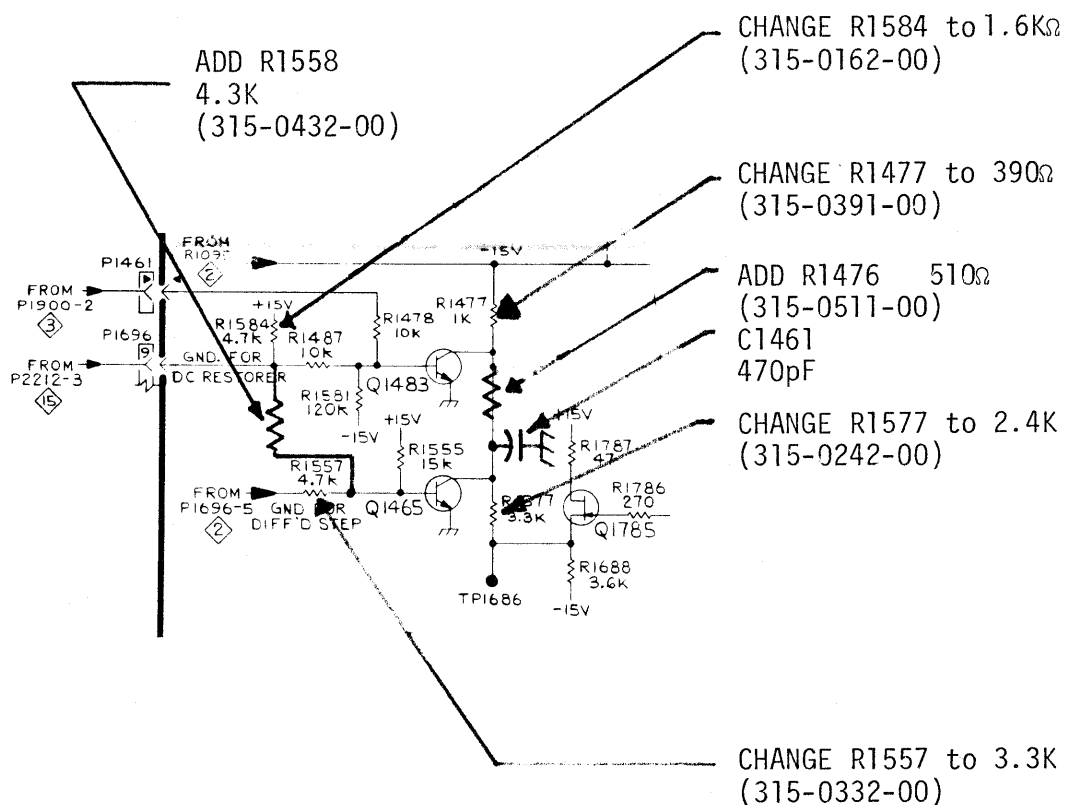 ADD R1558
4.3K
(315-0432-00)
CHANGE R1584 to 1.6KΩ
(315-0162-00)
CHANGE R1477 to 390Ω
(315-0391-00)
ADD R1476 510Ω
(315-0511-00)
C1461
470pF
CHANGE R1577 to 2.4K
(315-0242-00)
CHANGE R1557 to 3.3K
(315-0332-00)
FROM
2
P1461
FROM
P1900-2
3
P1696
9
FROM
P2212-3
15
GND. FOR
DC RESTORER
+15V
R1584
4.7k
R1487
10k
R1478
10k
R1581
120k
-15V
Q1483
-15V
R1477
1K
+15V
R1555
15k
R1557
4.7k
FROM
P1696-5
2
GND FOR
DIFF'D STEP
Q1465
3.3K
TP1686
+15V
R1787
47
R1786
270
Q1785
R1688
3.6K
-15V